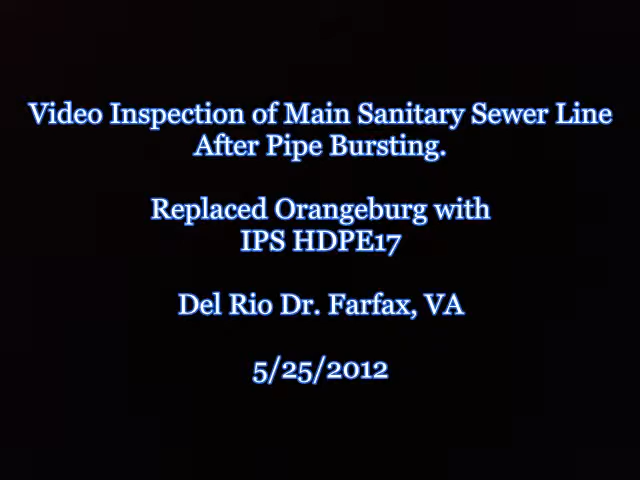 Video Inspection of Main Sanitary Sewer Line
After Pipe Bursting.
Replaced Orangeburg with
IPS HDPE17
Del Rio Dr. Farfax, VA
5/25/2012